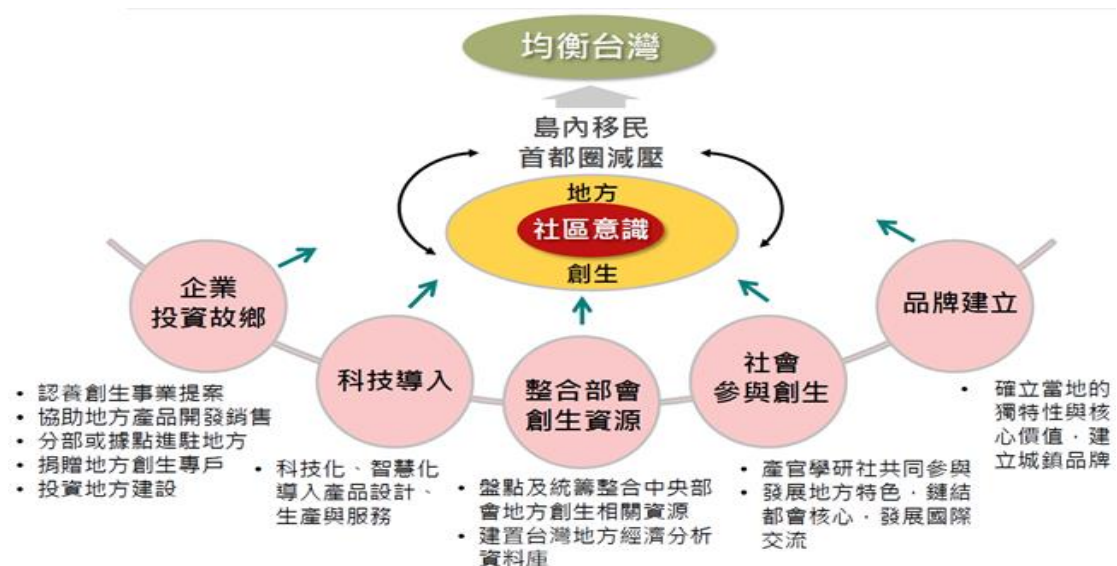 均衡台灣
島內移民
首都圈減壓
地方
社區意識
創生
企業
投資故鄉
• 認養創生事業提案
• 協助地方產品開發銷售
• 分部或據點進駐地方
• 捐贈地方創生專戶
• 投資地方建設
科技導入
• 科技化、智慧化
導入產品設計、
生產與服務
整合部會
創生資源
• 盤點及統籌整合中央部
會地方創生相關資源
• 建置台灣地方經濟分析
資料庫
社會
參與創生
• 產官學研社共同參與
• 發展地方特色，鏈結
都會核心，發展國際
交流
品牌建立
• 確立當地的
獨特性與核
心價值，建
立城鎮品牌